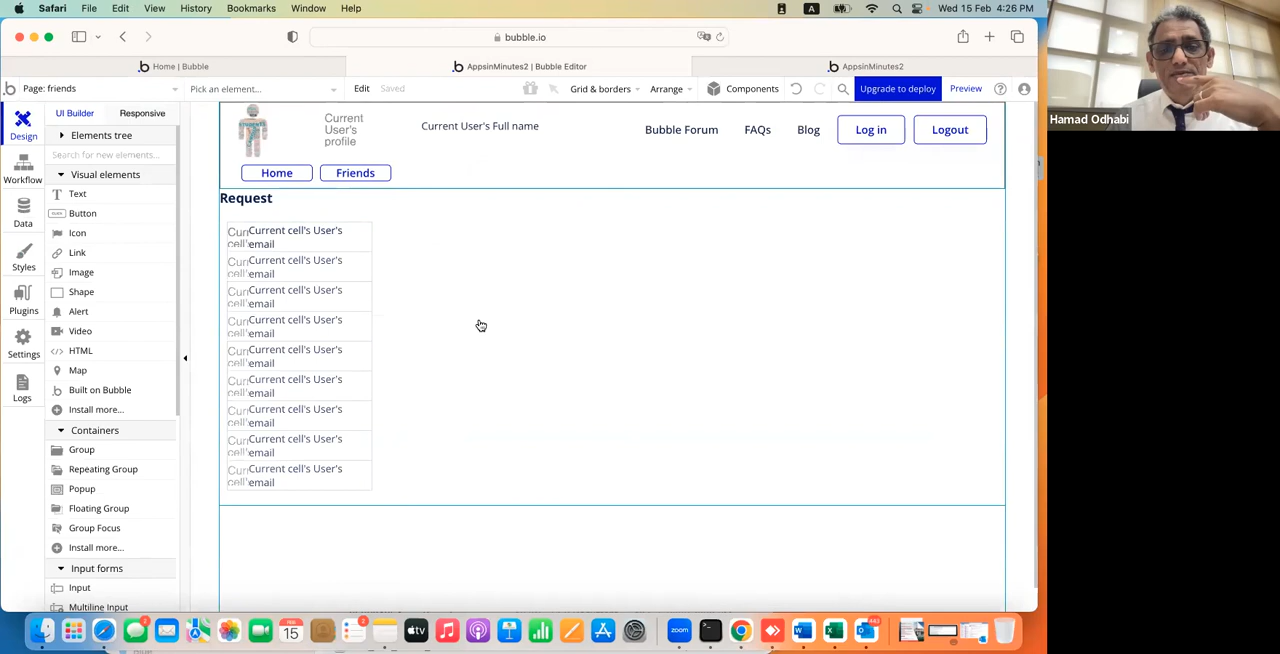 Safari File Edit View History Bookmarks Window Help
A
Wed 15 Feb 4:26 PM
bubble.io
Home | Bubble
AppsinMinutes2 | Bubble Editor
AppsinMinutes2
Page: friends
Pick an element...
Edit
Saved
Grid & borders
Arrange
Components
Upgrade to deploy
Preview
Design
Workflow
Data
Styles
Plugins
Settings
Logs
UI Builder
Responsive
Elements tree
Search for new elements...
Visual elements
Text
Button
Icon
Link
Image
Shape
Alert
Video
HTML
Map
Built on Bubble
Install more...
Containers
Group
Repeating Group
Popup
Floating Group
Group Focus
Install more...
Input forms
Input
Multiline Input
Current
User's
profile
Current User's Full name
Bubble Forum
FAQs
Blog
Log in
Logout
Home
Friends
Request
Current cell's User's
email
Current cell's User's
email
Current cell's User's
email
Current cell's User's
email
Current cell's User's
email
Current cell's User's
email
Current cell's User's
email
Current cell's User's
email
Current cell's User's
email
Hamad Odhabi
FEB
15
tv
zoom